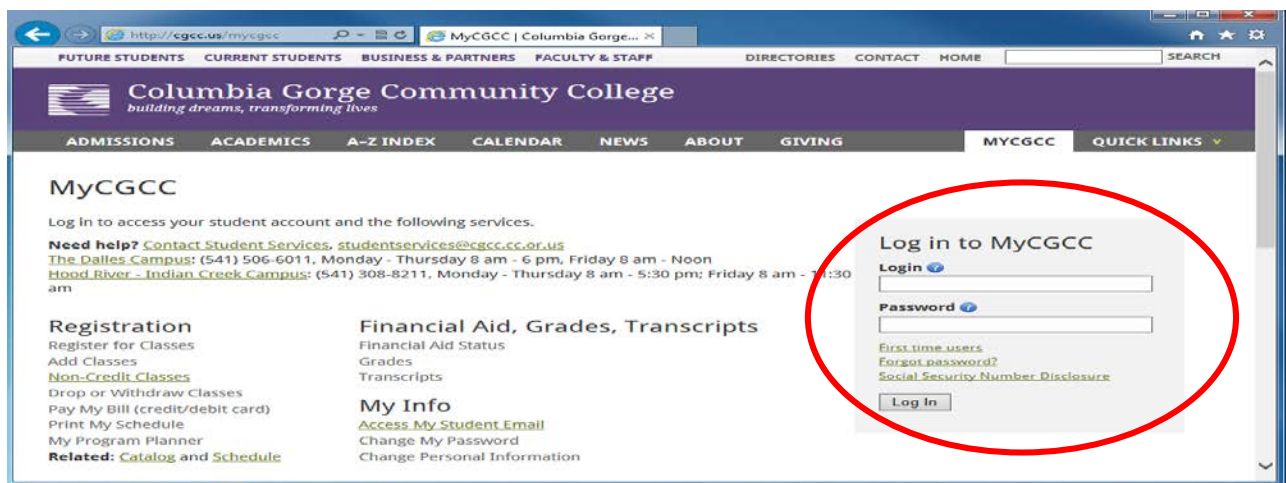 http://cgcc.us/mycgcc
MyCGCC | Columbia Gorge...
FUTURE STUDENTS CURRENT STUDENTS BUSINESS & PARTNERS FACULTY & STAFF DIRECTORIES CONTACT HOME SEARCH
Columbia Gorge Community College
building dreams, transforming lives
ADMISSIONS ACADEMICS A-Z INDEX CALENDAR NEWS ABOUT GIVING MYCGCC QUICK LINKS
MyCGCC
Log in to access your student account and the following services.
Need help? Contact Student Services, studentservices@cgcc.cc.or.us
The Dalles Campus: (541) 506-6011, Monday - Thursday 8 am - 6 pm, Friday 8 am - Noon
Hood River - Indian Creek Campus: (541) 308-8211, Monday - Thursday 8 am - 5:30 pm; Friday 8 am - 11:30
am
Registration
Register for Classes
Add Classes
Non-Credit Classes
Drop or Withdraw Classes
Pay My Bill (credit/debit card)
Print My Schedule
My Program Planner
Related: Catalog and Schedule
Financial Aid, Grades, Transcripts
Financial Aid Status
Grades
Transcripts
My Info
Access My Student Email
Change My Password
Change Personal Information
Log in to MyCGCC
Login
Password
First time users
Forgot password?
Social Security Number Disclosure
Log In